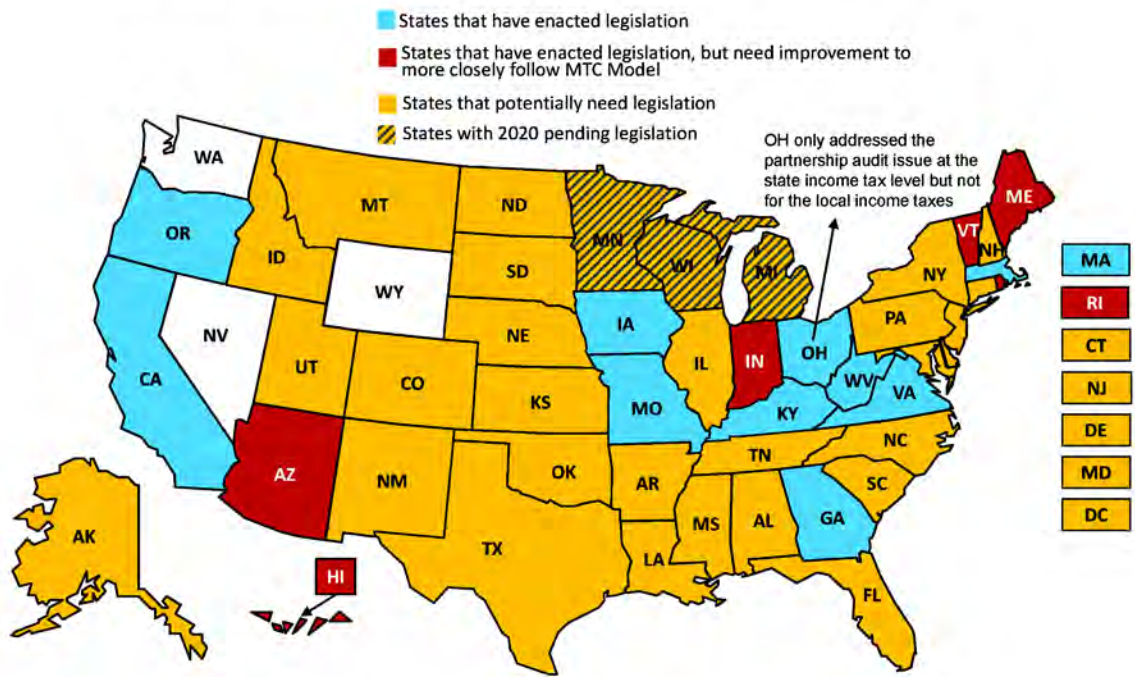 States that have enacted legislation
States that have enacted legislation, but need improvement to
more closely follow MTC Model
States that potentially need legislation
States with 2020 pending legislation
OH only addressed the
partnership audit issue at the
state income tax level but not
for the local income taxes
WA
MT
ND
MN
ME
VT
NH
OR
ID
SD
WI
MI
NY
MA
WY
RI
NV
NE
IA
PA
CT
UT
CO
IL
IN
OH
CA
KS
MO
WV
VA
NJ
KY
DE
AZ
NM
OK
AR
TN
NC
MD
SC
MS
AL
GA
DC
AK
TX
LA
HI
FL